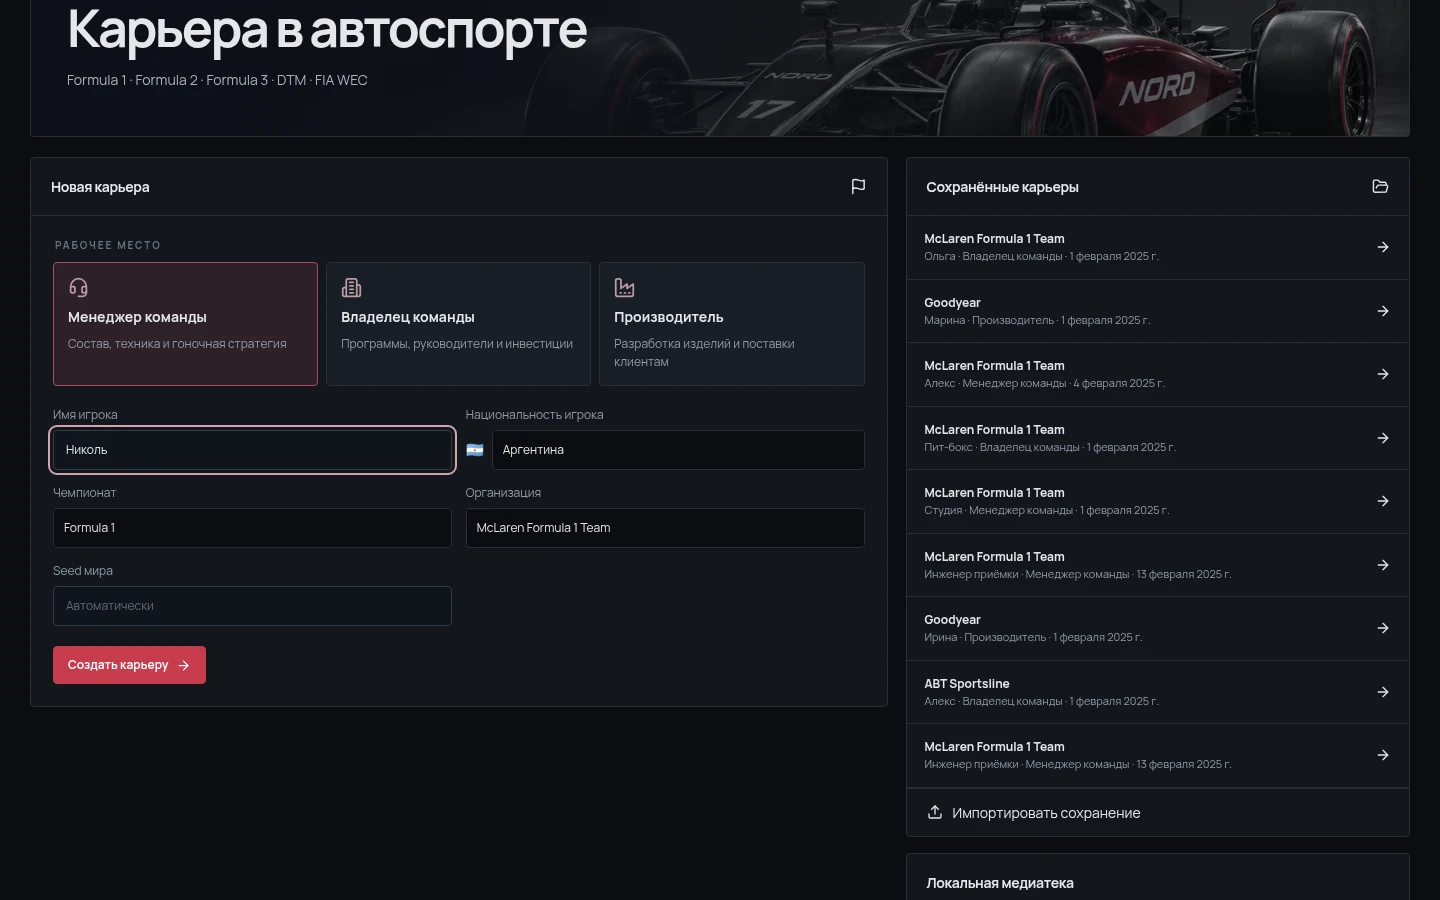 Карьера в автоспорте
Formula 1 · Formula 2 · Formula 3 · DTM · FIA WEC
NORD
17
NORD
Новая карьера
РАБОЧЕЕ МЕСТО
Менеджер команды
Состав, техника и гоночная стратегия
Владелец команды
Программы, руководители и инвестиции
Производитель
Разработка изделий и поставки
клиентам
Имя игрока
Николь
Национальность игрока
Аргентина
Чемпионат
Formula 1
Организация
McLaren Formula 1 Team
Seed мира
Автоматически
Создать карьеру
Сохранённые карьеры
McLaren Formula 1 Team
Ольга · Владелец команды · 1 февраля 2025 г.
Goodyear
Марина · Производитель · 1 февраля 2025 г.
McLaren Formula 1 Team
Алекс · Менеджер команды · 4 февраля 2025 г.
McLaren Formula 1 Team
Пит-бокс · Владелец команды · 1 февраля 2025 г.
McLaren Formula 1 Team
Студия · Менеджер команды · 1 февраля 2025 г.
McLaren Formula 1 Team
Инженер приёмки · Менеджер команды · 13 февраля 2025 г.
Goodyear
Ирина · Производитель · 1 февраля 2025 г.
ABT Sportsline
Алекс · Владелец команды · 1 февраля 2025 г.
McLaren Formula 1 Team
Инженер приёмки · Менеджер команды · 13 февраля 2025 г.
Импортировать сохранение
Локальная медиатека